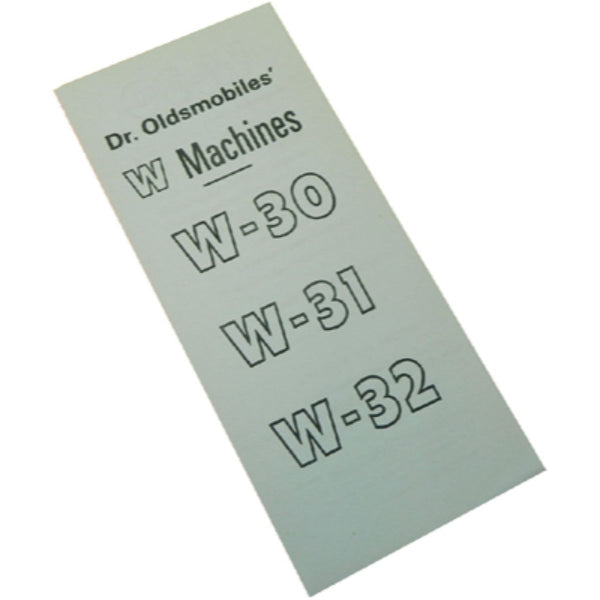 Dr. Oldsmobiles'
W Machines
W-30
W-31
W-32